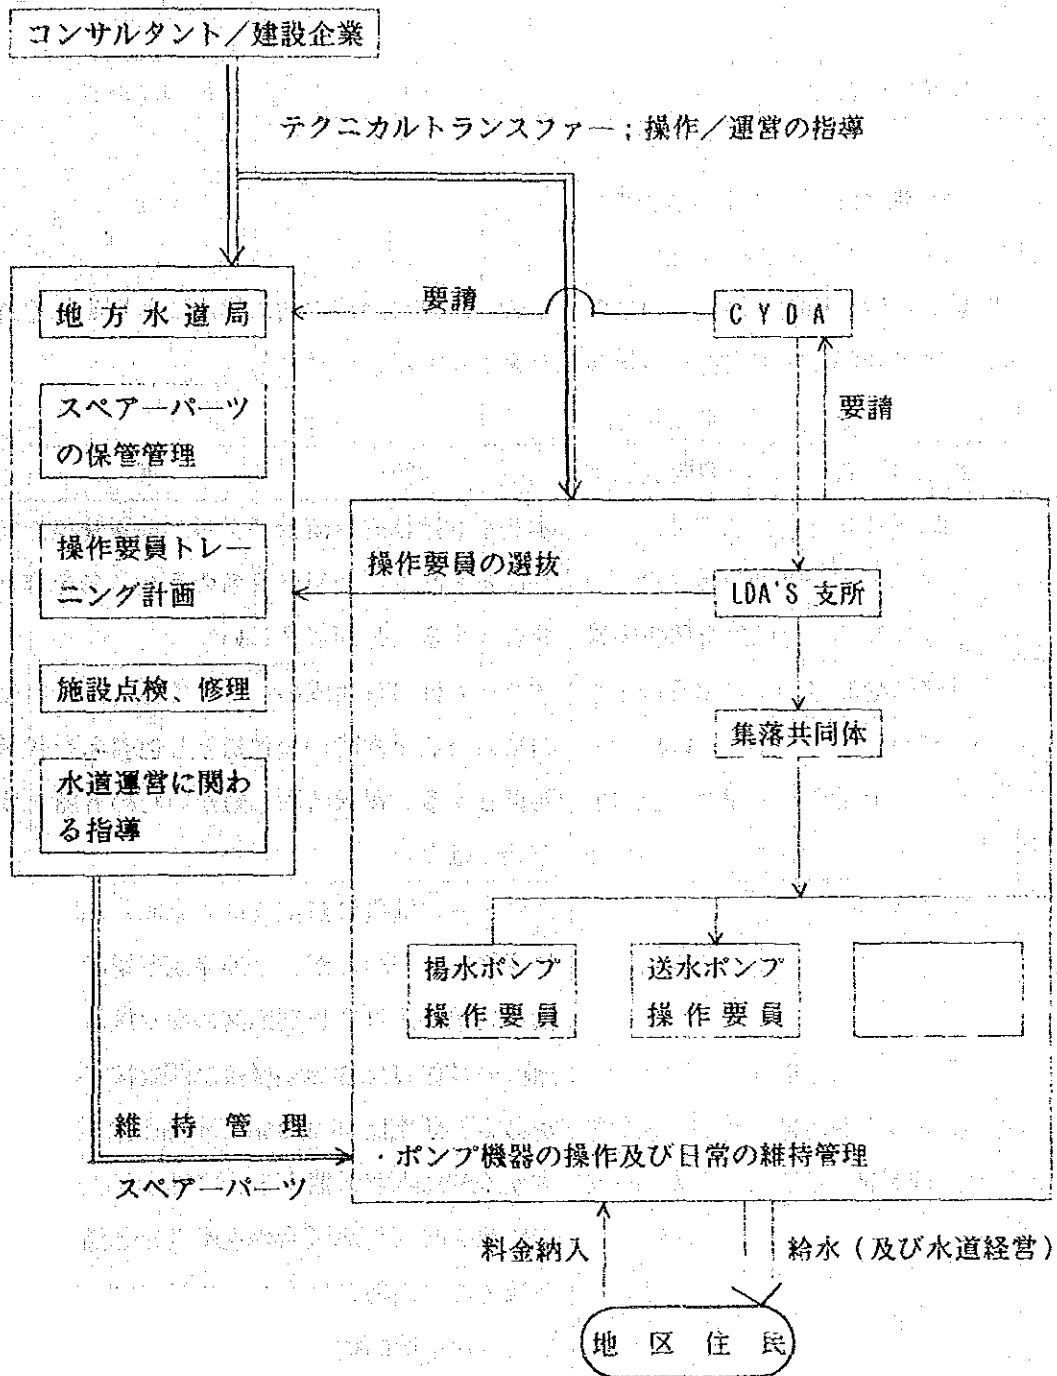 コンサルタント／建設企業
テクニカルトランスファー；操作／運営の指導
地方水道局
要請
CYDA
スペアーパーツ
の保管管理
要請
操作要員トレー
ニング計画
操作要員の選抜
LDA'S 支所
施設点検、修理
集落共同体
水道運営に関わ
る指導
揚水ポンプ
操作要員
送水ポンプ
操作要員
維持管理
スペアーパーツ
・ポンプ機器の操作及び日常の維持管理
料金納入
給水（及び水道経営）
地区住民